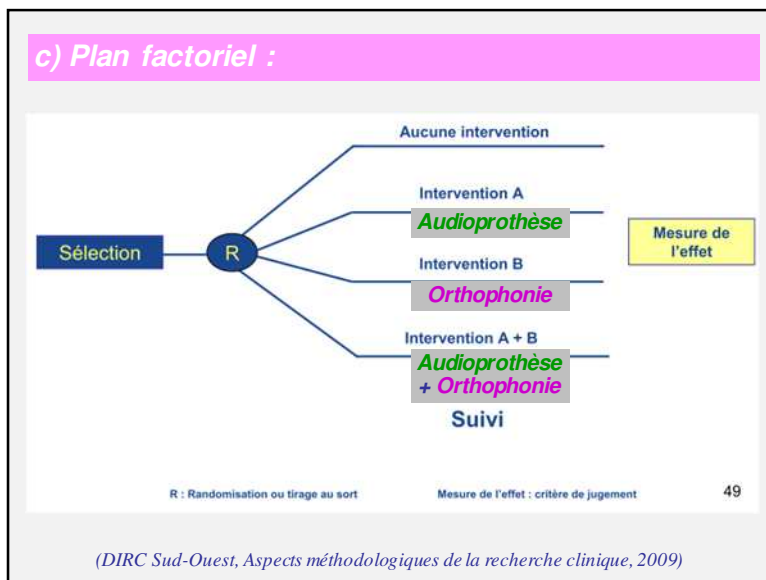 c) Plan factoriel :
Aucune intervention
Intervention A
Audioprothèse
Sélection
R
Mesure de
l'effet
Intervention B
Orthophonie
Intervention A + B
Audioprothèse
+ Orthophonie
Suivi
R : Randomisation ou tirage au sort
Mesure de l'effet : critère de jugement
49
(DIRC Sud-Ouest, Aspects méthodologiques de la recherche clinique, 2009)